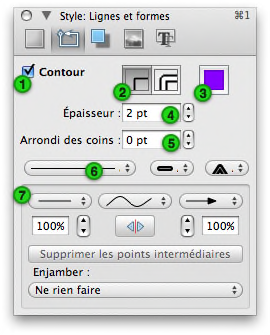 Style: Lignes et formes ⌘1
1 Contour 2 3
Épaisseur : 2 pt 4
Arrondi des coins : 0 pt 5
6
7
100% 100%
Supprimer les points intermédiaires
Enjamber :
Ne rien faire